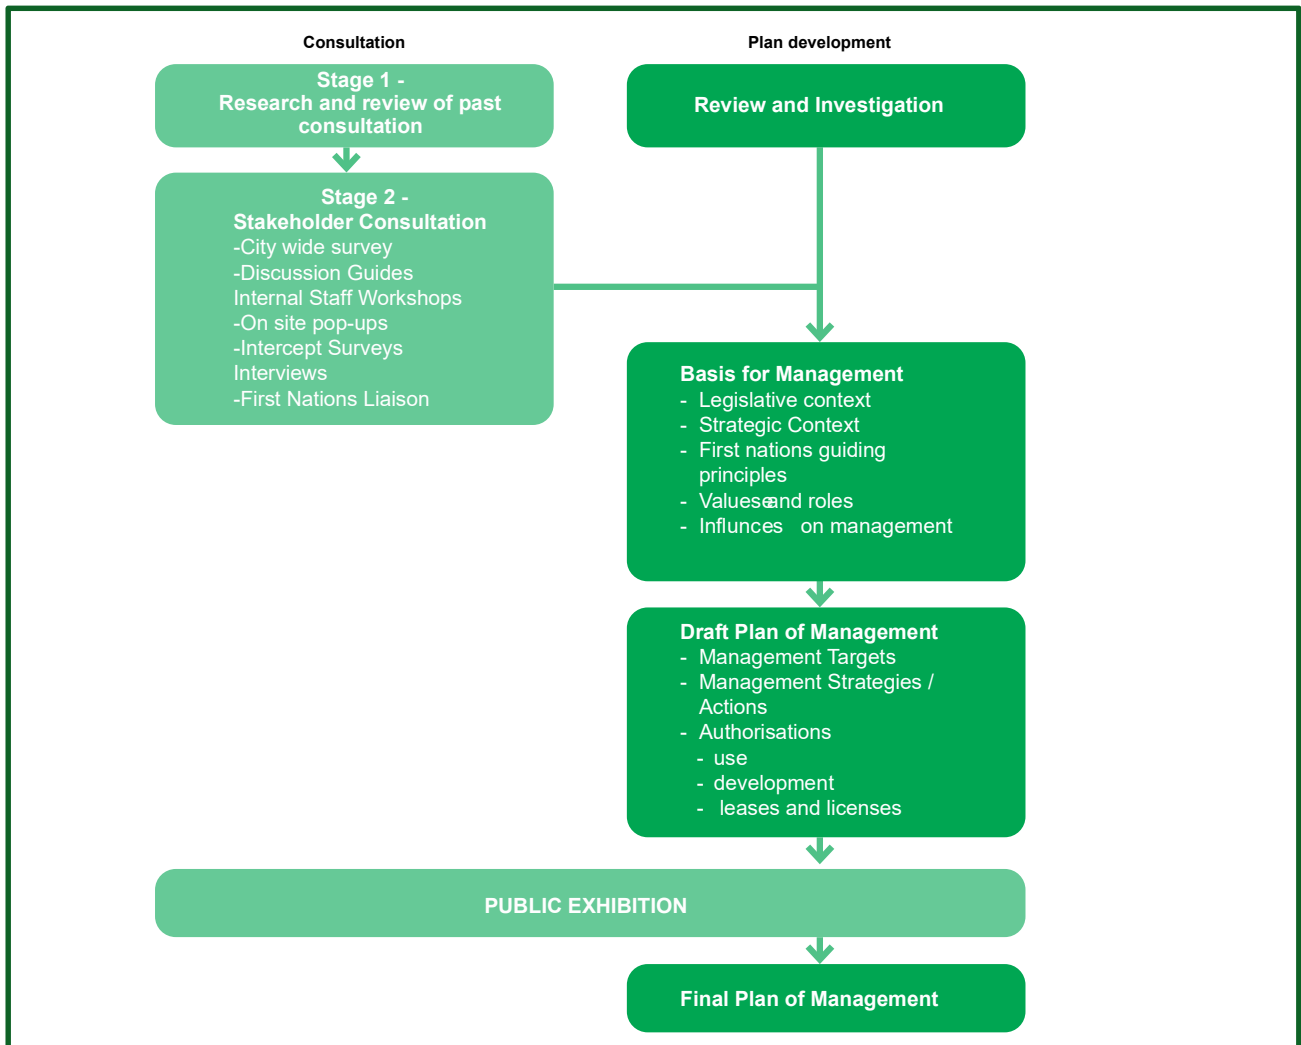 Consultation
Plan development
Stage 1 -
Research and review of past
consultation
Review and Investigation
Stage 2 -
Stakeholder Consultation
-City wide survey
-Discussion Guides
Internal Staff Workshops
-On site pop-ups
-Intercept Surveys
Interviews
-First Nations Liaison
Basis for Management
- Legislative context
- Strategic Context
- First nations guiding
principles
- Values and roles
- Influnces on management
Draft Plan of Management
- Management Targets
- Management Strategies /
Actions
- Authorisations
- use
- development
- leases and licenses
PUBLIC EXHIBITION
Final Plan of Management